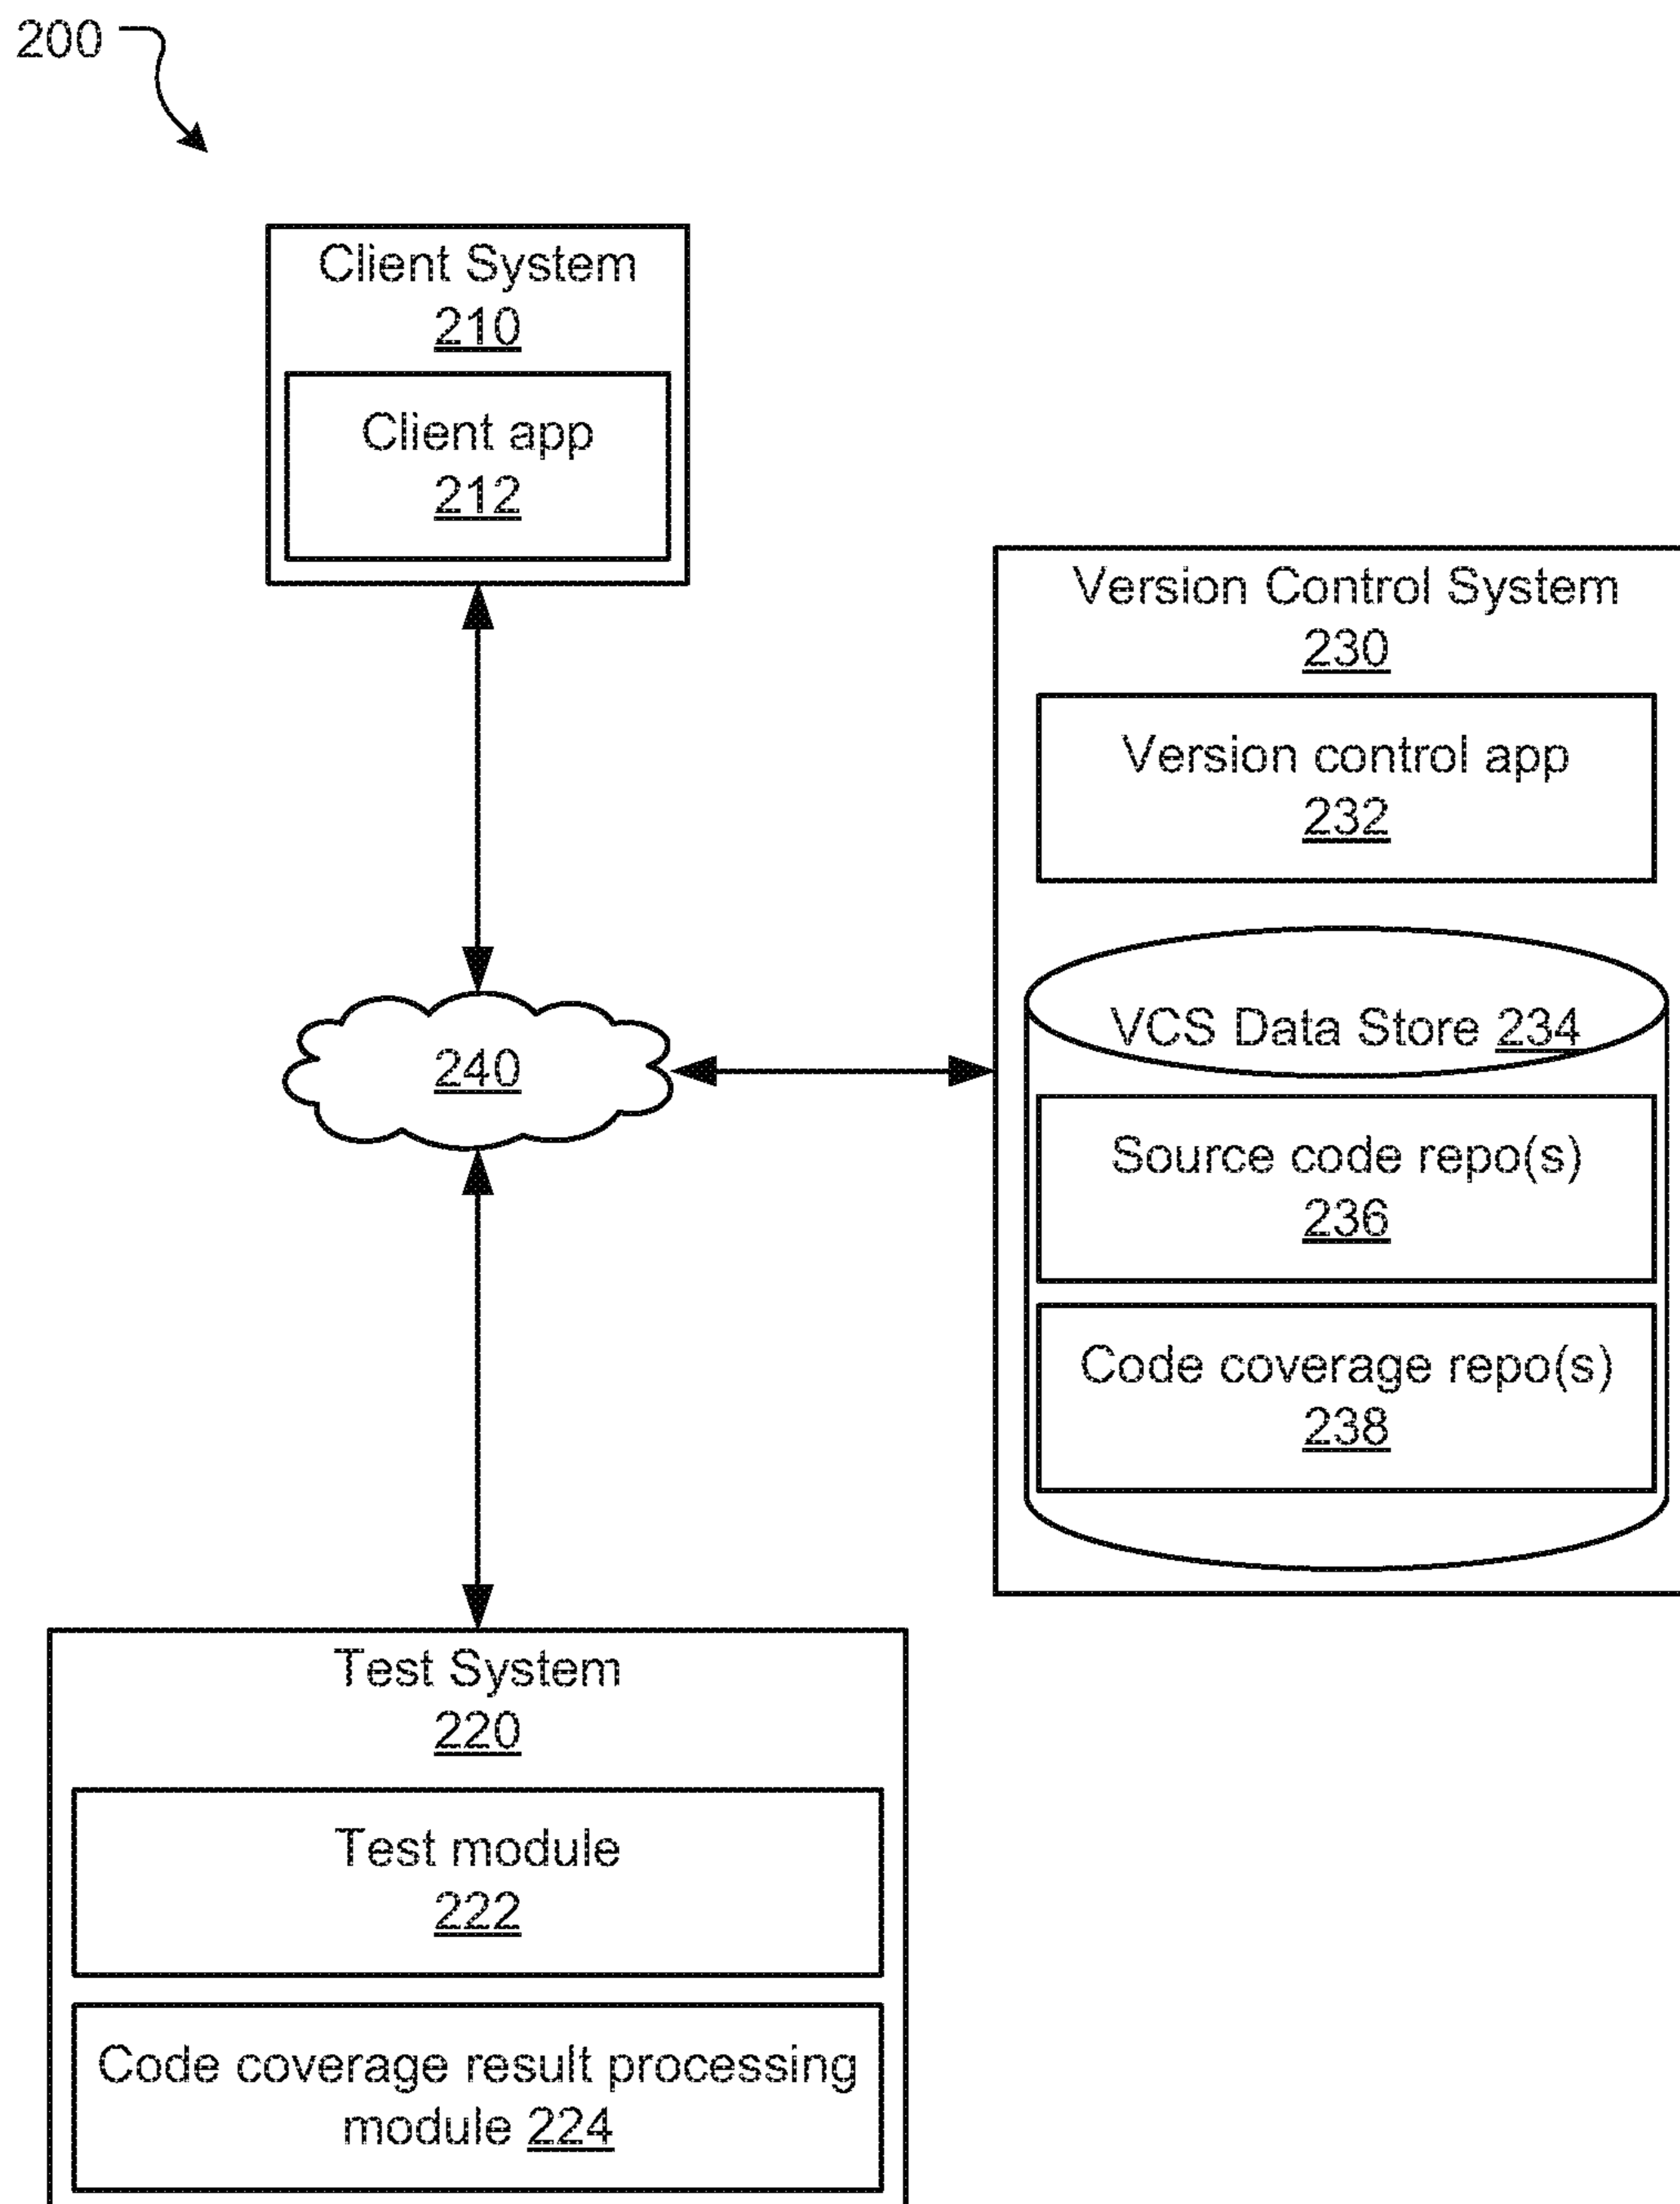 200
Client System
210
Client app
212
Version Control System
230
Version control app
232
VCS Data Store 234
Source code repo(s)
236
Code coverage repo(s)
238
240
Test System
220
Test module
222
Code coverage result processing
module 224